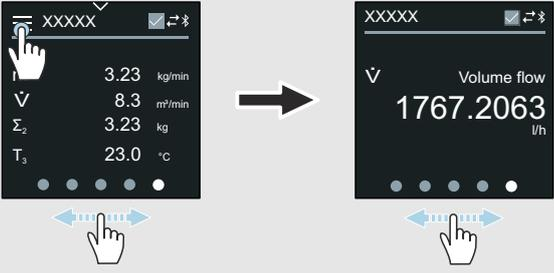 XXXXX
3.23 kg/min
V̇ 8.3 m³/min
Σ₂ 3.23 kg
T₃ 23.0 °C
XXXXX
V̇ Volume flow
1767.2063
l/h